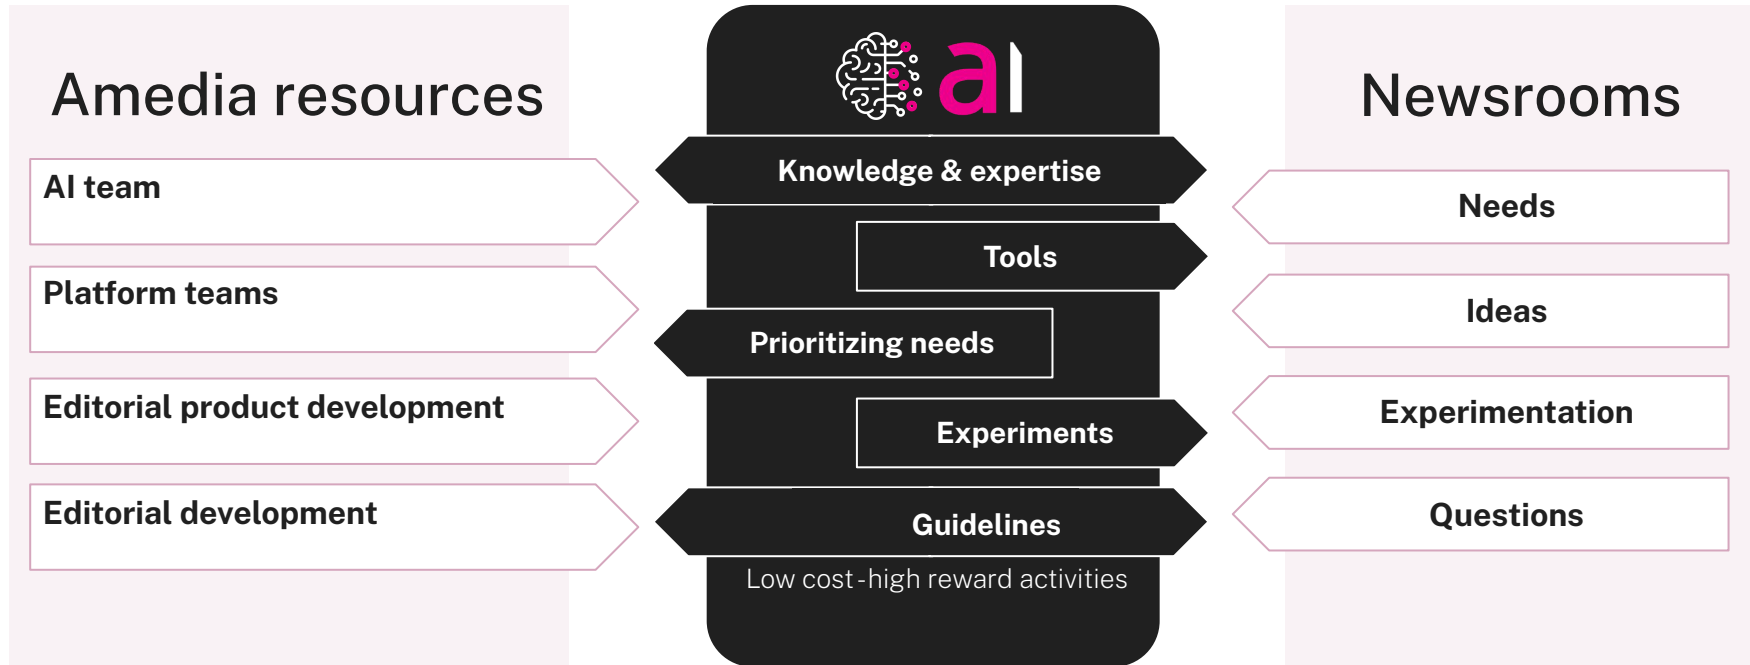 Amedia resources
AI team
Platform teams
Editorial product development
Editorial development
aI
Knowledge & expertise
Tools
Prioritizing needs
Experiments
Guidelines
Low cost-high reward activities
Newsrooms
Needs
Ideas
Experimentation
Questions